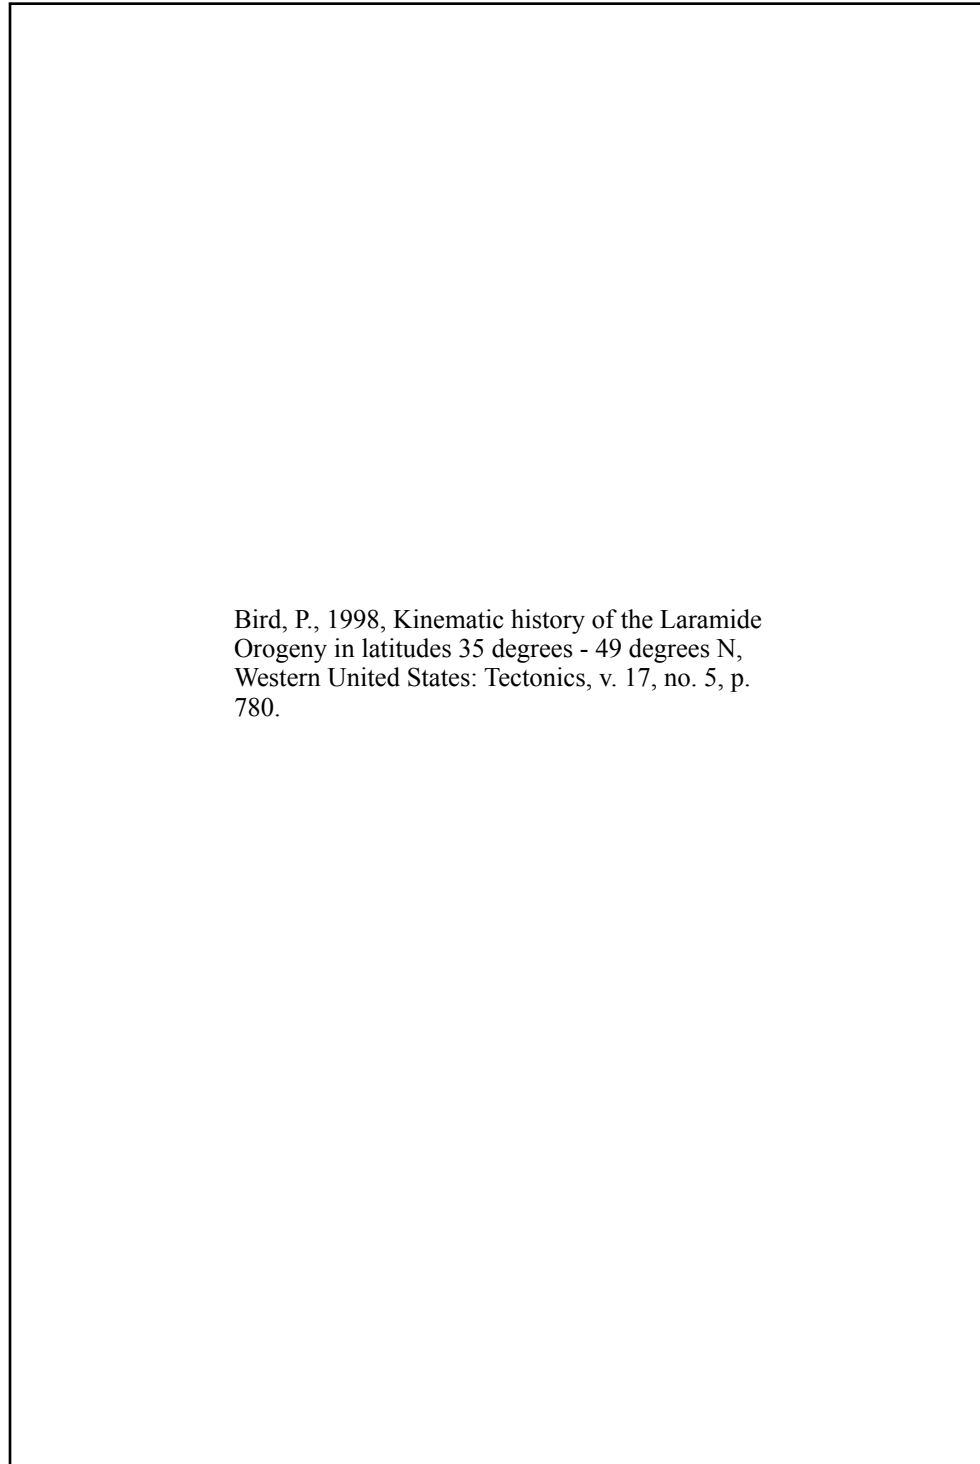 Bird, P., 1998, Kinematic history of the Laramide
Orogeny in latitudes 35 degrees - 49 degrees N,
Western United States: Tectonics, v. 17, no. 5, p.
780.